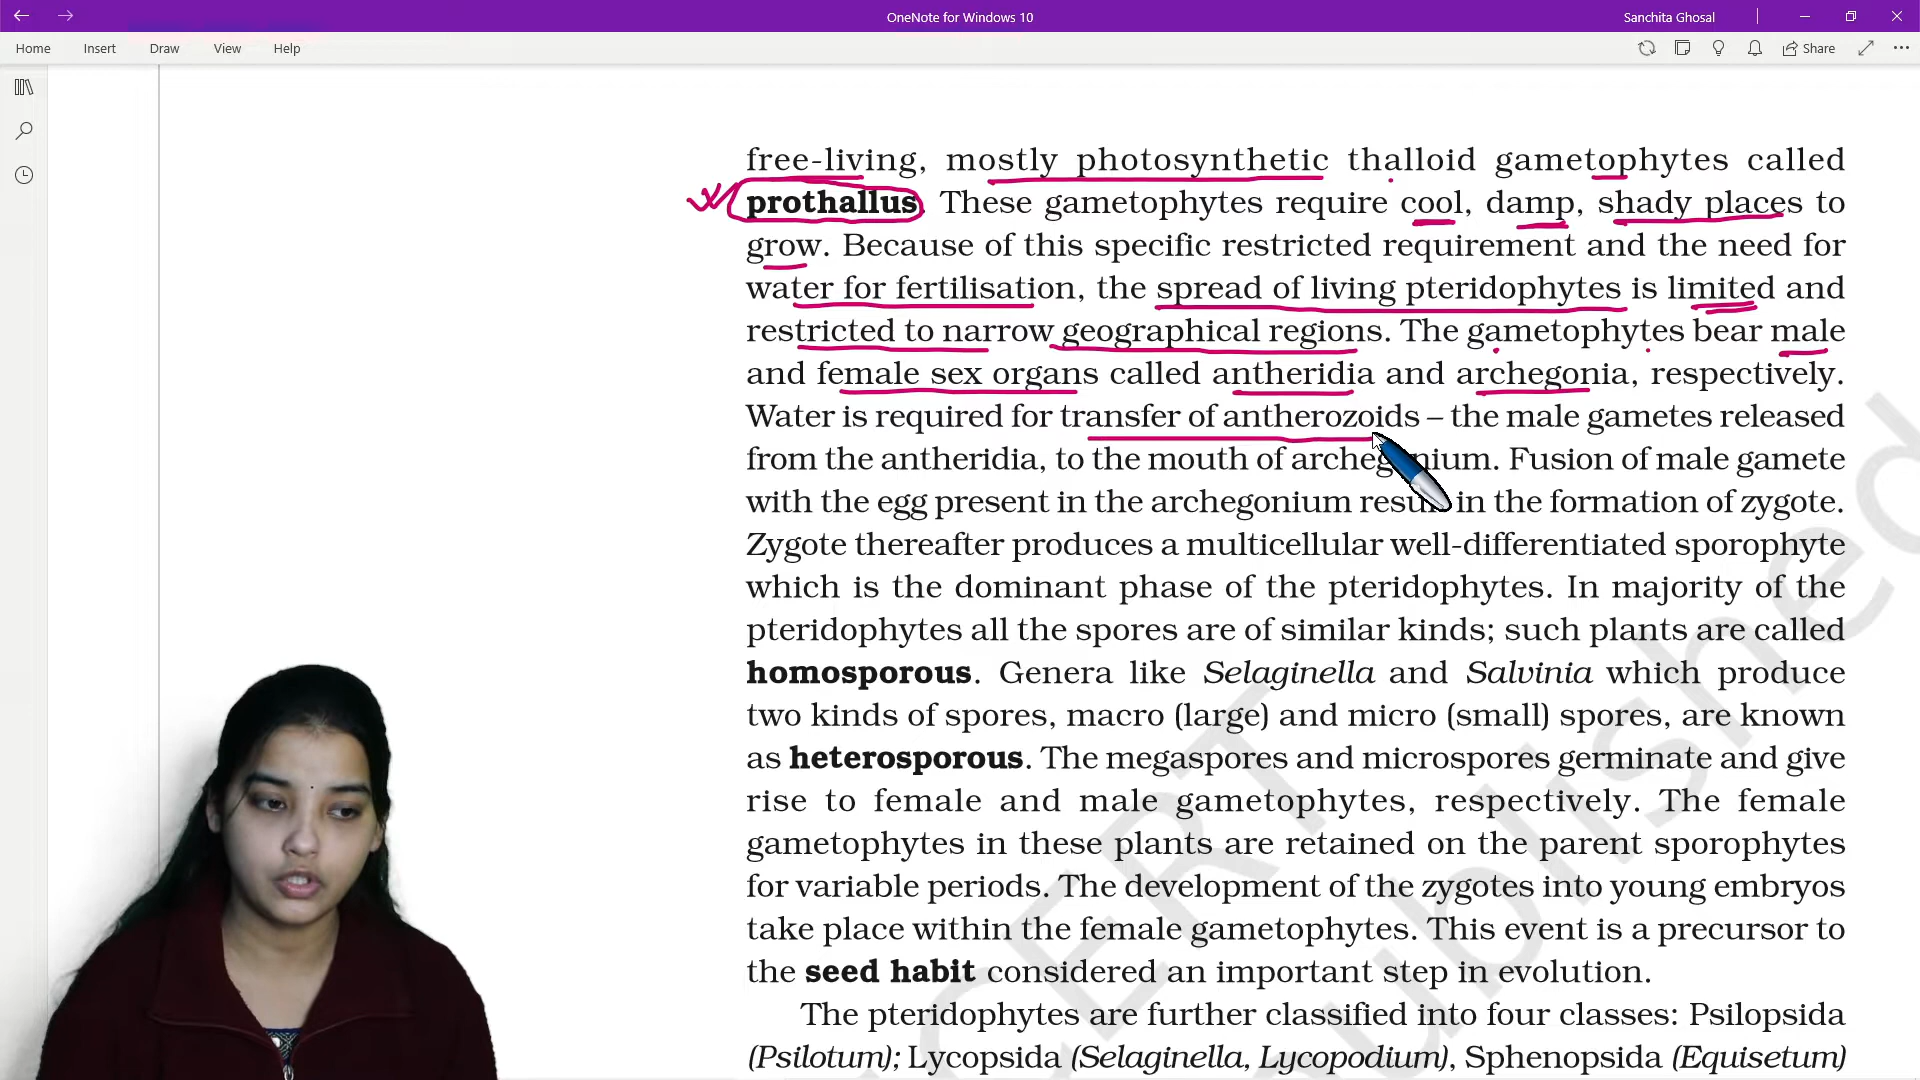 OneNote for Windows 10
Sanchita Ghosal
Home Insert Draw View Help
Share
free-living, mostly photosynthetic thalloid gametophytes called
prothallus. These gametophytes require cool, damp, shady places to
grow. Because of this specific restricted requirement and the need for
water for fertilisation, the spread of living pteridophytes is limited and
restricted to narrow geographical regions. The gametophytes bear male
and female sex organs called antheridia and archegonia, respectively.
Water is required for transfer of antherozoids – the male gametes released
from the antheridia, to the mouth of archegonium. Fusion of male gamete
with the egg present in the archegonium result in the formation of zygote.
Zygote thereafter produces a multicellular well-differentiated sporophyte
which is the dominant phase of the pteridophytes. In majority of the
pteridophytes all the spores are of similar kinds; such plants are called
homosporous. Genera like Selaginella and Salvinia which produce
two kinds of spores, macro (large) and micro (small) spores, are known
as heterosporous. The megaspores and microspores germinate and give
rise to female and male gametophytes, respectively. The female
gametophytes in these plants are retained on the parent sporophytes
for variable periods. The development of the zygotes into young embryos
take place within the female gametophytes. This event is a precursor to
the seed habit considered an important step in evolution.
The pteridophytes are further classified into four classes: Psilopsida
(Psilotum); Lycopsida (Selaginella, Lycopodium), Sphenopsida (Equisetum)